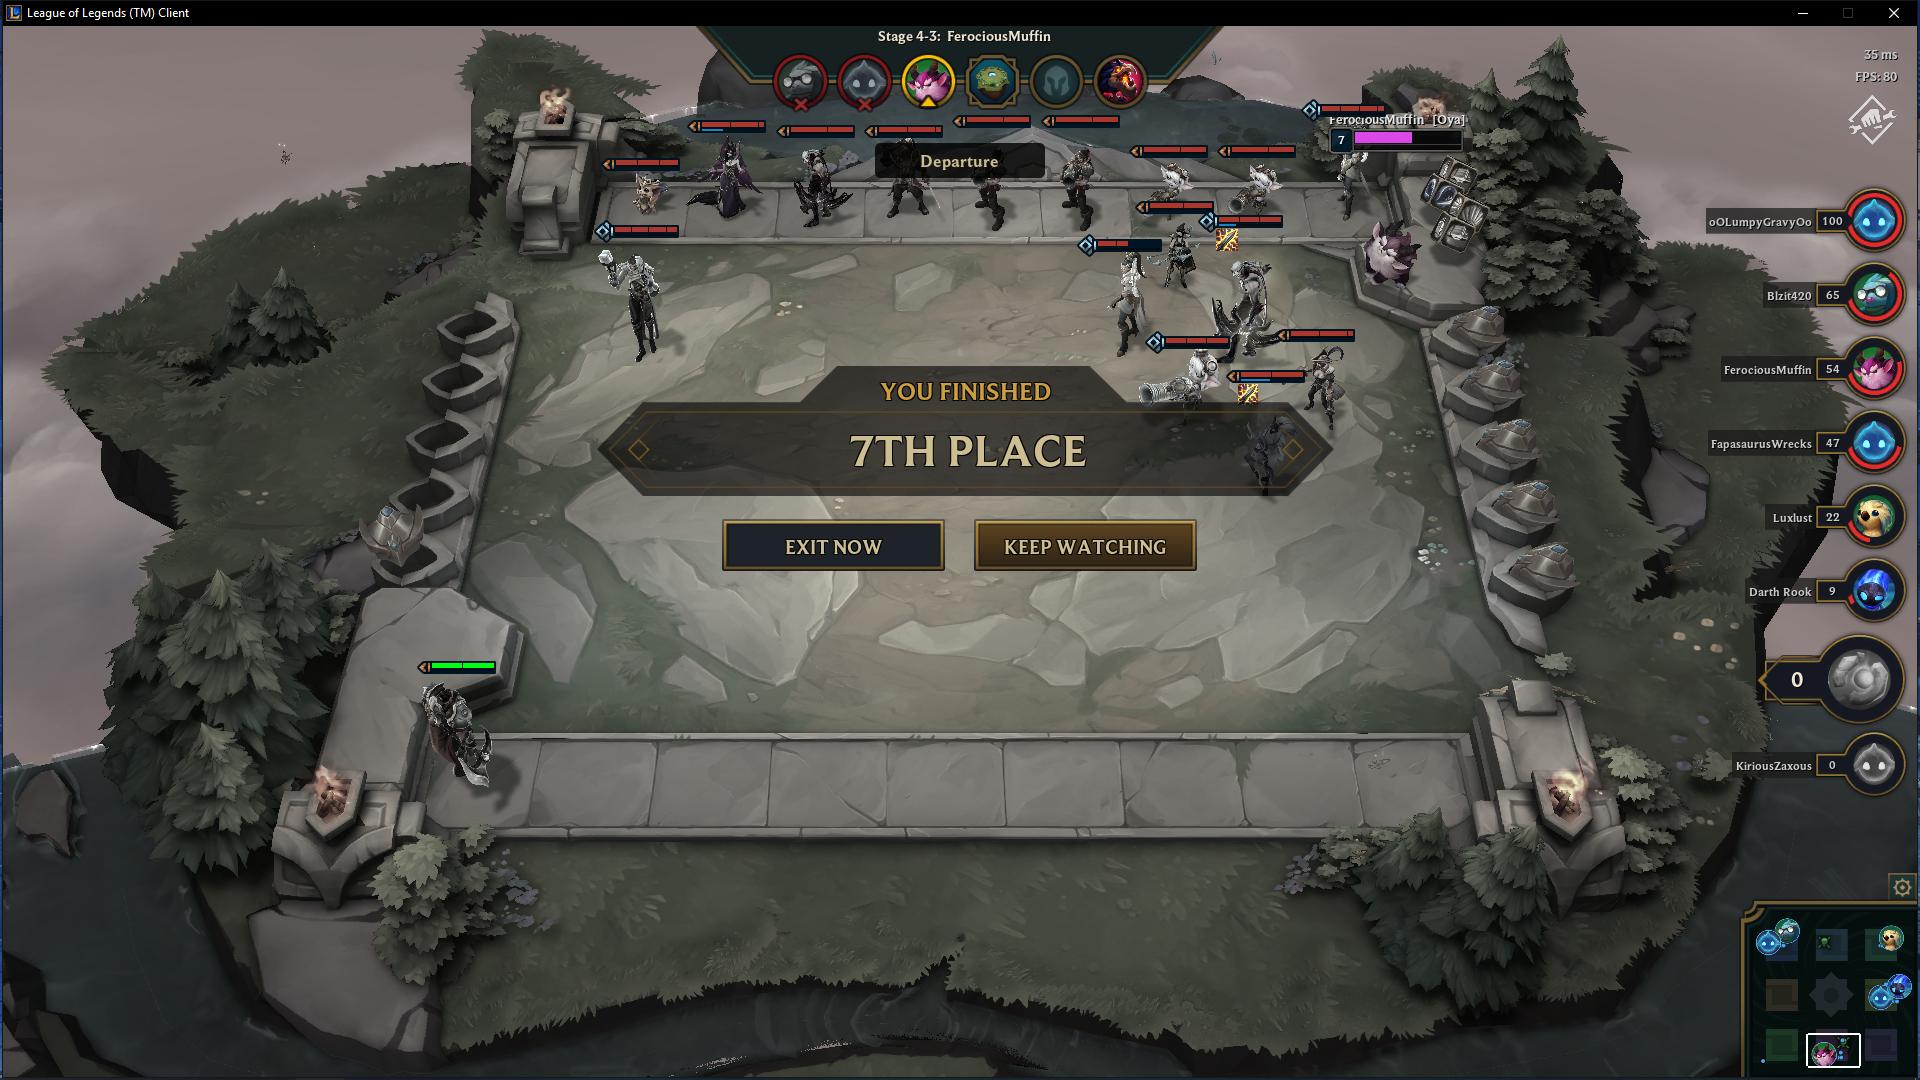 League of Legends (TM) Client
Stage 4-3: FerociousMuffin
35 ms
FPS: 80
FerociousMuffin [Oya]
7
Departure
oOLumpyGravyOo 100
Blzit420 65
FerociousMuffin 54
FapasaurusWrecks 47
Luxlust 22
Darth Rook 9
0
KiriousZaxous 0
YOU FINISHED
7TH PLACE
EXIT NOW
KEEP WATCHING